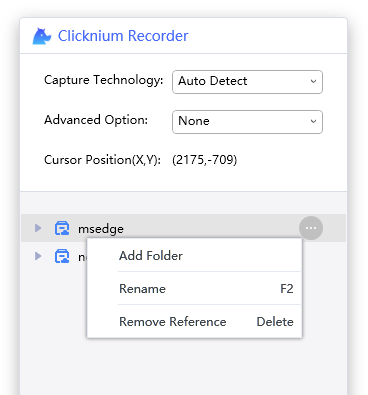 Clicknium Recorder
Capture Technology: Auto Detect
Advanced Option: None
Cursor Position(X,Y): (2175,-709)
msedge
Add Folder
Rename F2
Remove Reference Delete